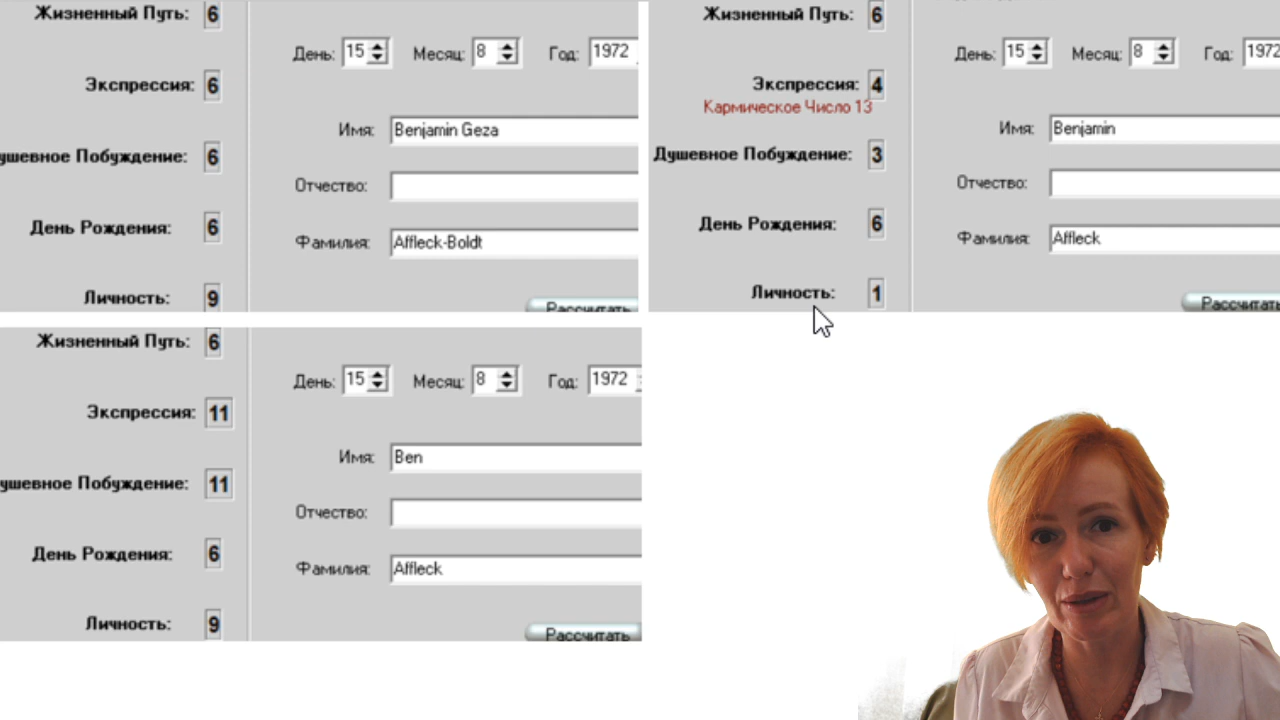 Жизненный Путь: 6
День: 15 Месяц: 8 Год: 1972
Экспрессия: 6
Имя: Benjamin Geza
ушевное Побуждение: 6
Отчество:
День Рождения: 6
Фамилия: Affleck-Boldt
Личность: 9
Рассчитать
Жизненный Путь: 6
День: 15 Месяц: 8 Год: 1972
Экспрессия: 4
Кармическое Число 13
Имя: Benjamin
Душевное Побуждение: 3
Отчество:
День Рождения: 6
Фамилия: Affleck
Личность: 1
Рассчитать
Жизненный Путь: 6
День: 15 Месяц: 8 Год: 1972
Экспрессия: 11
Имя: Ben
ушевное Побуждение: 11
Отчество:
День Рождения: 6
Фамилия: Affleck
Личность: 9
Рассчитать